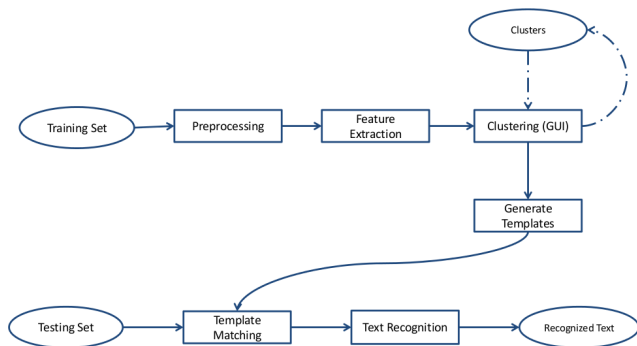 Clusters
Training Set
Preprocessing
Feature
Extraction
Clustering (GUI)
Generate
Templates
Testing Set
Template
Matching
Text Recognition
Recognized Text